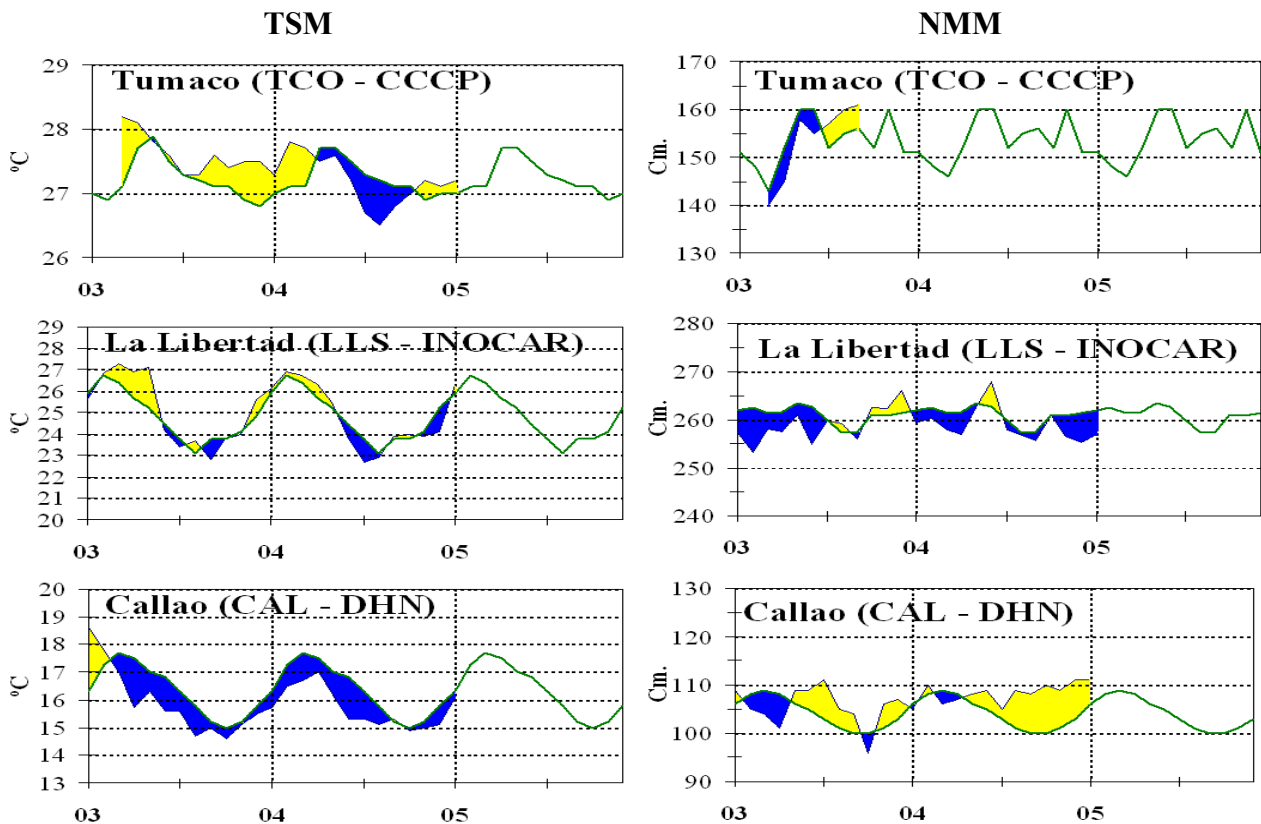 TSM
NMM
Tumaco (TCO - CCCP)
29
28
27
26
ºC
03 04 05
Tumaco (TCO - CCCP)
170
160
150
140
130
Cm.
03 04 05
La Libertad (LLS - INOCAR)
29
28
27
26
25
24
23
22
21
20
ºC
03 04 05
La Libertad (LLS - INOCAR)
280
270
260
250
240
Cm.
03 04 05
Callao (CAL - DHN)
20
19
18
17
16
15
14
13
ºC
03 04 05
Callao (CAL - DHN)
130
120
110
100
90
Cm.
03 04 05